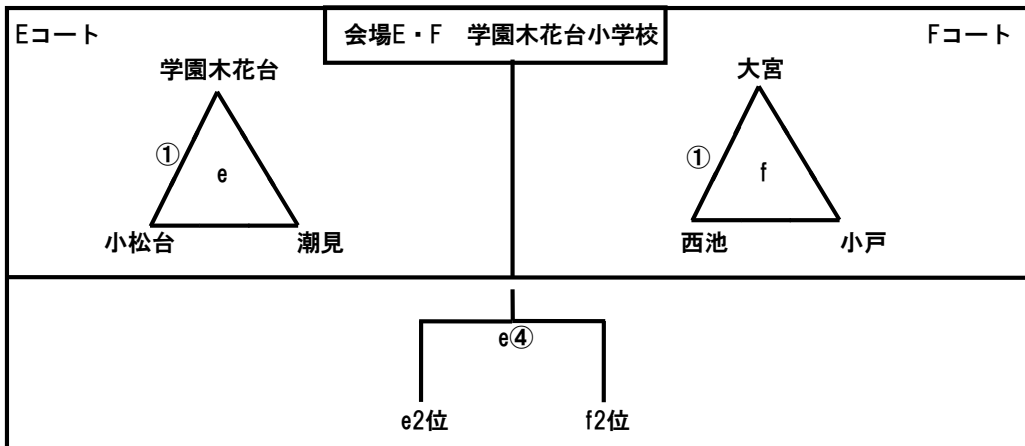 Eコート
会場E・F 学園木花台小学校
Fコート
学園木花台
①
e
小松台
潮見
大宮
①
f
西池
小戸
e④
e2位
f2位